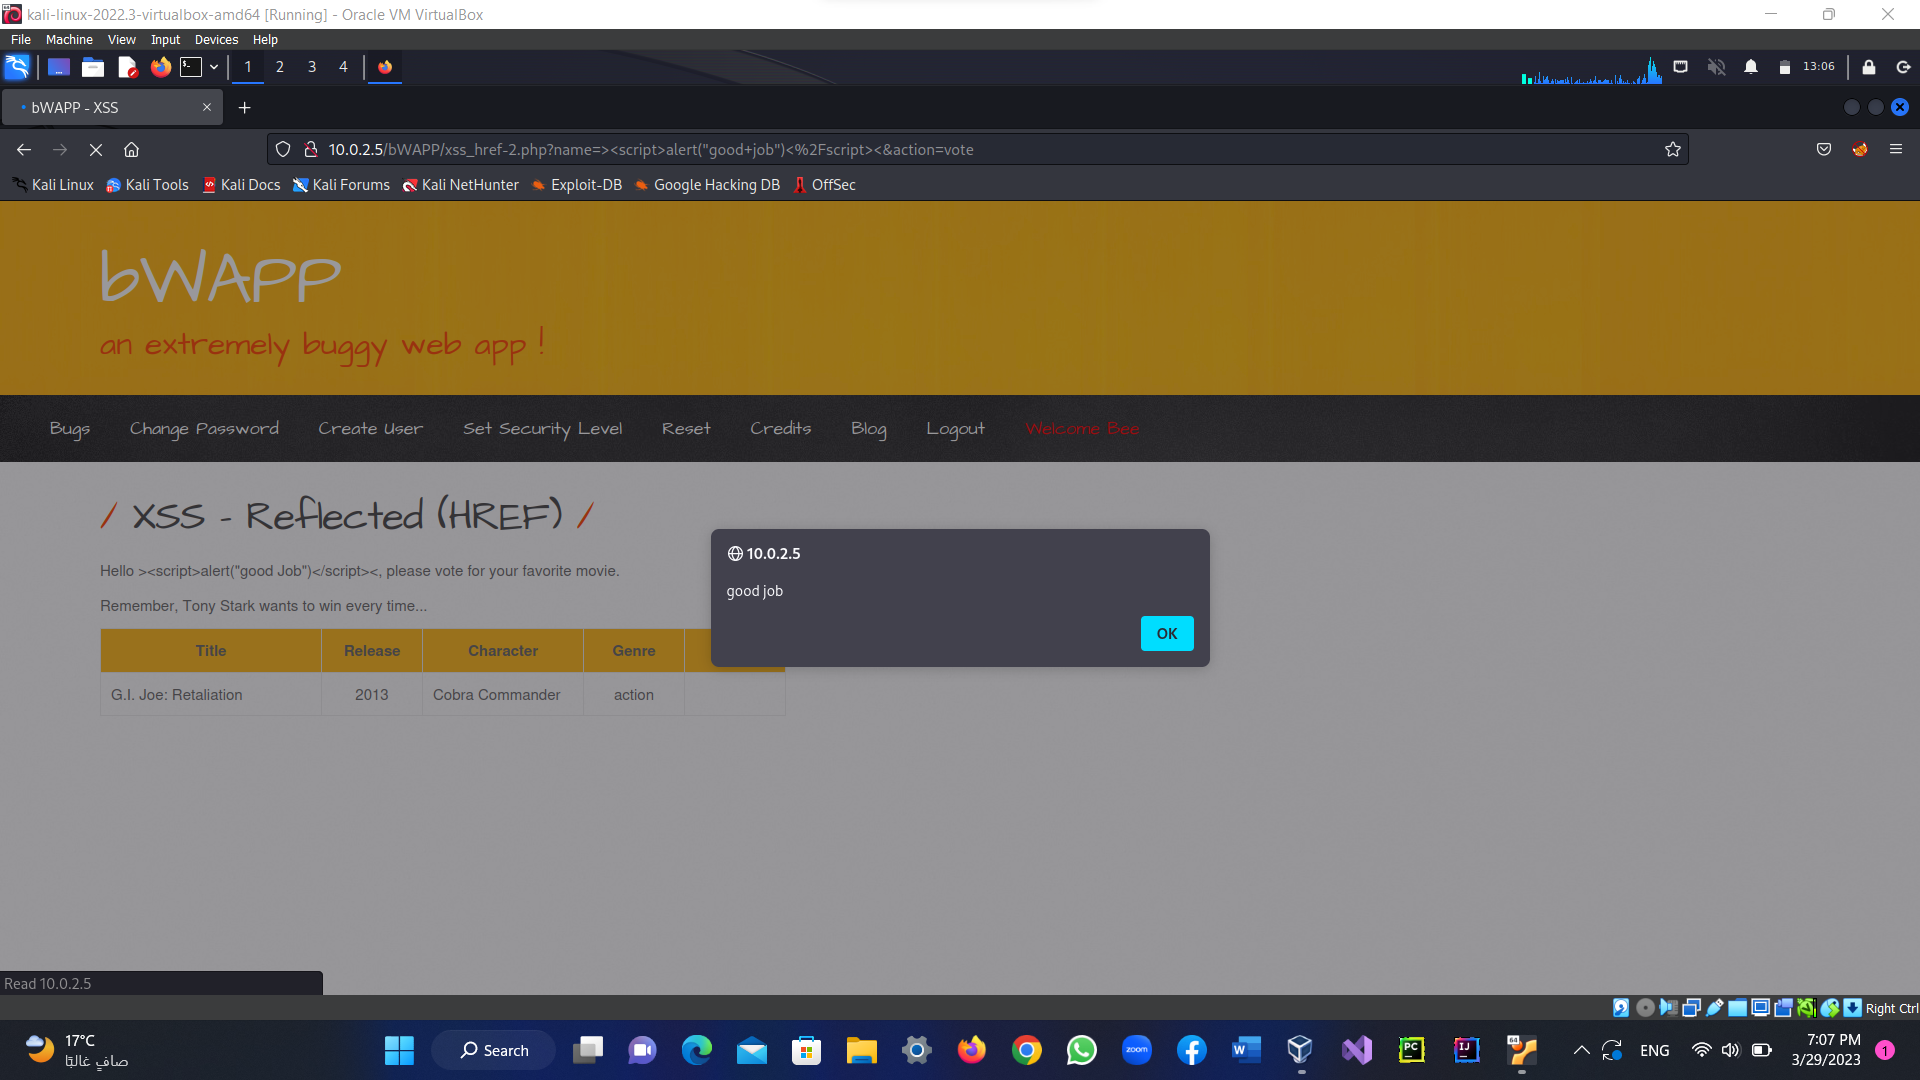 kali-linux-2022.3-virtualbox-amd64 [Running] - Oracle VM VirtualBox
File Machine View Input Devices Help
1 2 3 4 13:06
bWAPP - XSS
10.0.2.5/bWAPP/xss_href-2.php?name=><script>alert("good+job")<%2Fscript><&action=vote
Kali Linux Kali Tools Kali Docs Kali Forums Kali NetHunter Exploit-DB Google Hacking DB OffSec
bWAPP
an extremely buggy web app !
Bugs Change Password Create User Set Security Level Reset Credits Blog Logout Welcome Bee
/ XSS - Reflected (HREF) /
Hello ><script>alert("good Job")</script><, please vote for your favorite movie.
Remember, Tony Stark wants to win every time...
Title Release Character Genre
G.I. Joe: Retaliation 2013 Cobra Commander action
10.0.2.5
good job
OK
Read 10.0.2.5
Right Ctrl
17°C
صافٍ غالبًا
Search
zoom
ENG
7:07 PM
3/29/2023
1